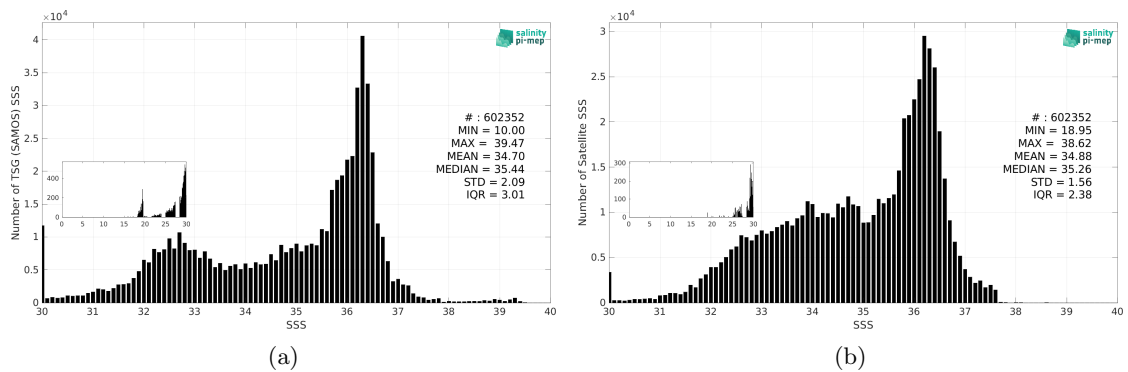 ×10⁴
4
3.5
3
2.5
2
1.5
1
0.5
0
Number of TSG (SAMOS) SSS
salinity
pi-mep
# : 602352
MIN = 10.00
MAX = 39.47
MEAN = 34.70
MEDIAN = 35.44
STD = 2.09
IQR = 3.01
400
200
0
0 5 10 15 20 25 30
30 31 32 33 34 35 36 37 38 39 40
SSS
(a)
×10⁴
3
2.5
2
1.5
1
0.5
0
Number of Satellite SSS
salinity
pi-mep
# : 602352
MIN = 18.95
MAX = 38.62
MEAN = 34.88
MEDIAN = 35.26
STD = 1.56
IQR = 2.38
300
200
100
0
0 5 10 15 20 25 30
30 31 32 33 34 35 36 37 38 39 40
SSS
(b)